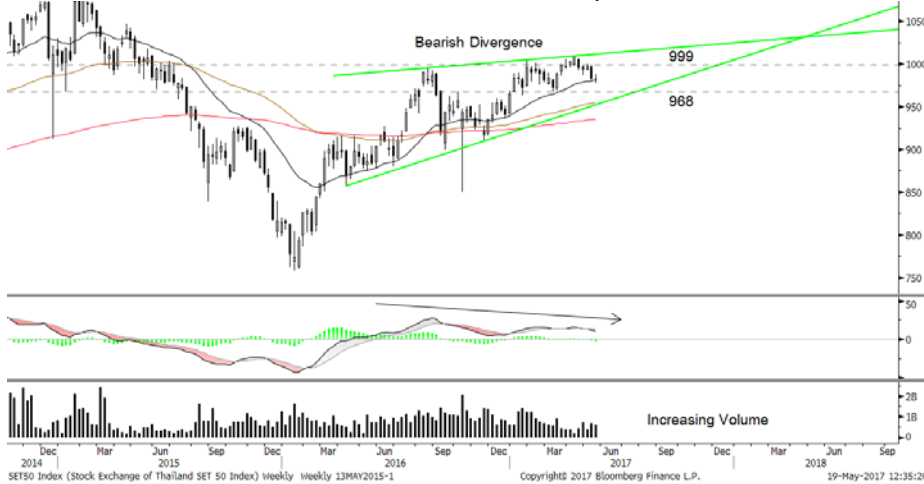 1050
Bearish Divergence
999
1000
968
950
900
850
800
750
50
0
2B
1B
0
Increasing Volume
Dec Mar Jun Sep Dec Mar Jun Sep Dec Mar Jun Sep Dec Mar Jun Sep
2014 2015 2016 2017 2018
SET50 Index (Stock Exchange of Thailand SET 50 Index) Weekly Weekly 13MAY2015-1 Copyright© 2017 Bloomberg Finance L.P. 19-May-2017 12:35:20